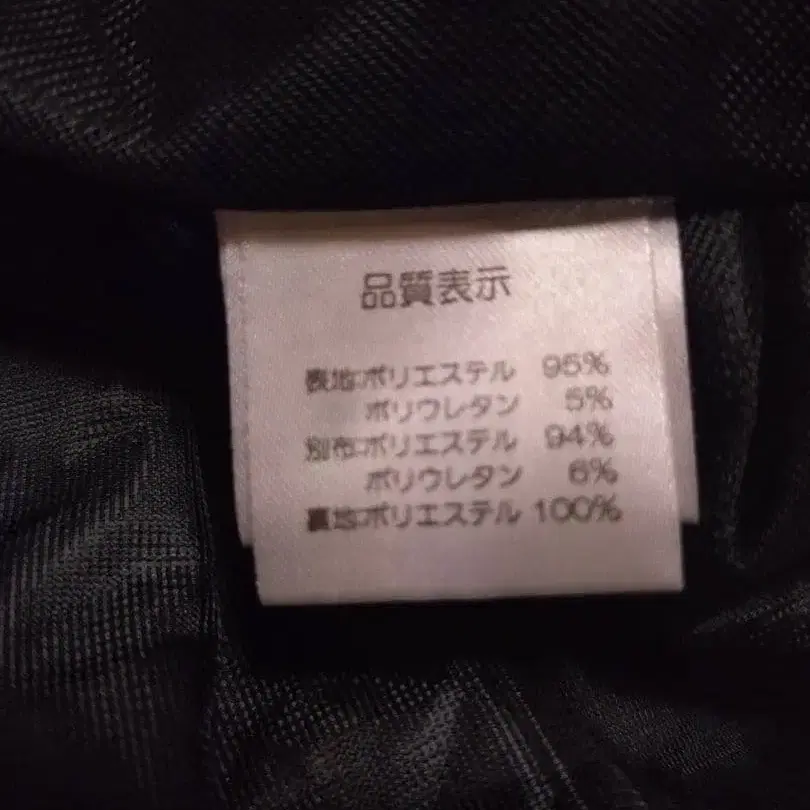 品質表示
表地:ポリエステル 95%
ポリウレタン 5%
別布:ポリエステル 94%
ポリウレタン 6%
裏地:ポリエステル 100%